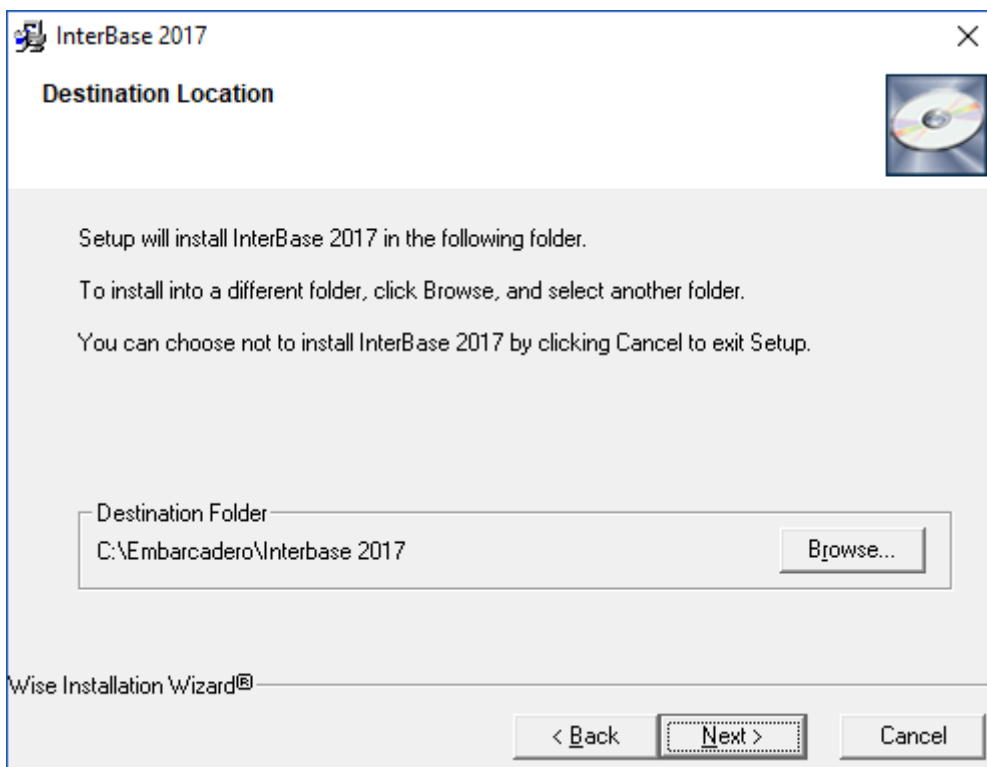 InterBase 2017
Destination Location
Setup will install InterBase 2017 in the following folder.
To install into a different folder, click Browse, and select another folder.
You can choose not to install InterBase 2017 by clicking Cancel to exit Setup.
Destination Folder
C:\Embarcadero\Interbase 2017
Browse...
Wise Installation Wizard®
< Back
Next >
Cancel